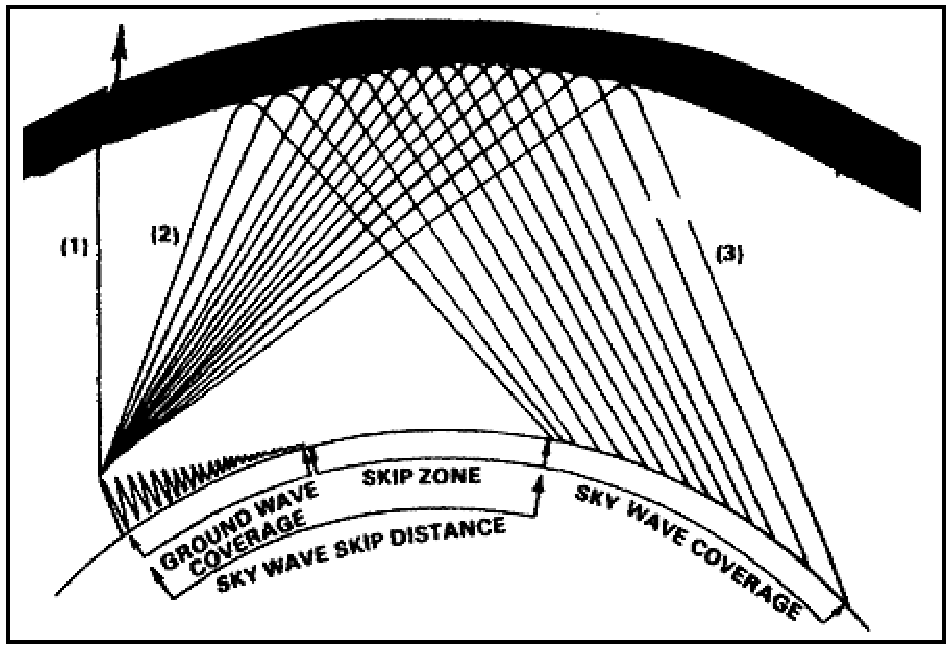 (1)
(2)
(3)
GROUND WAVE
COVERAGE
SKIP ZONE
SKY WAVE SKIP DISTANCE
SKY WAVE COVERAGE